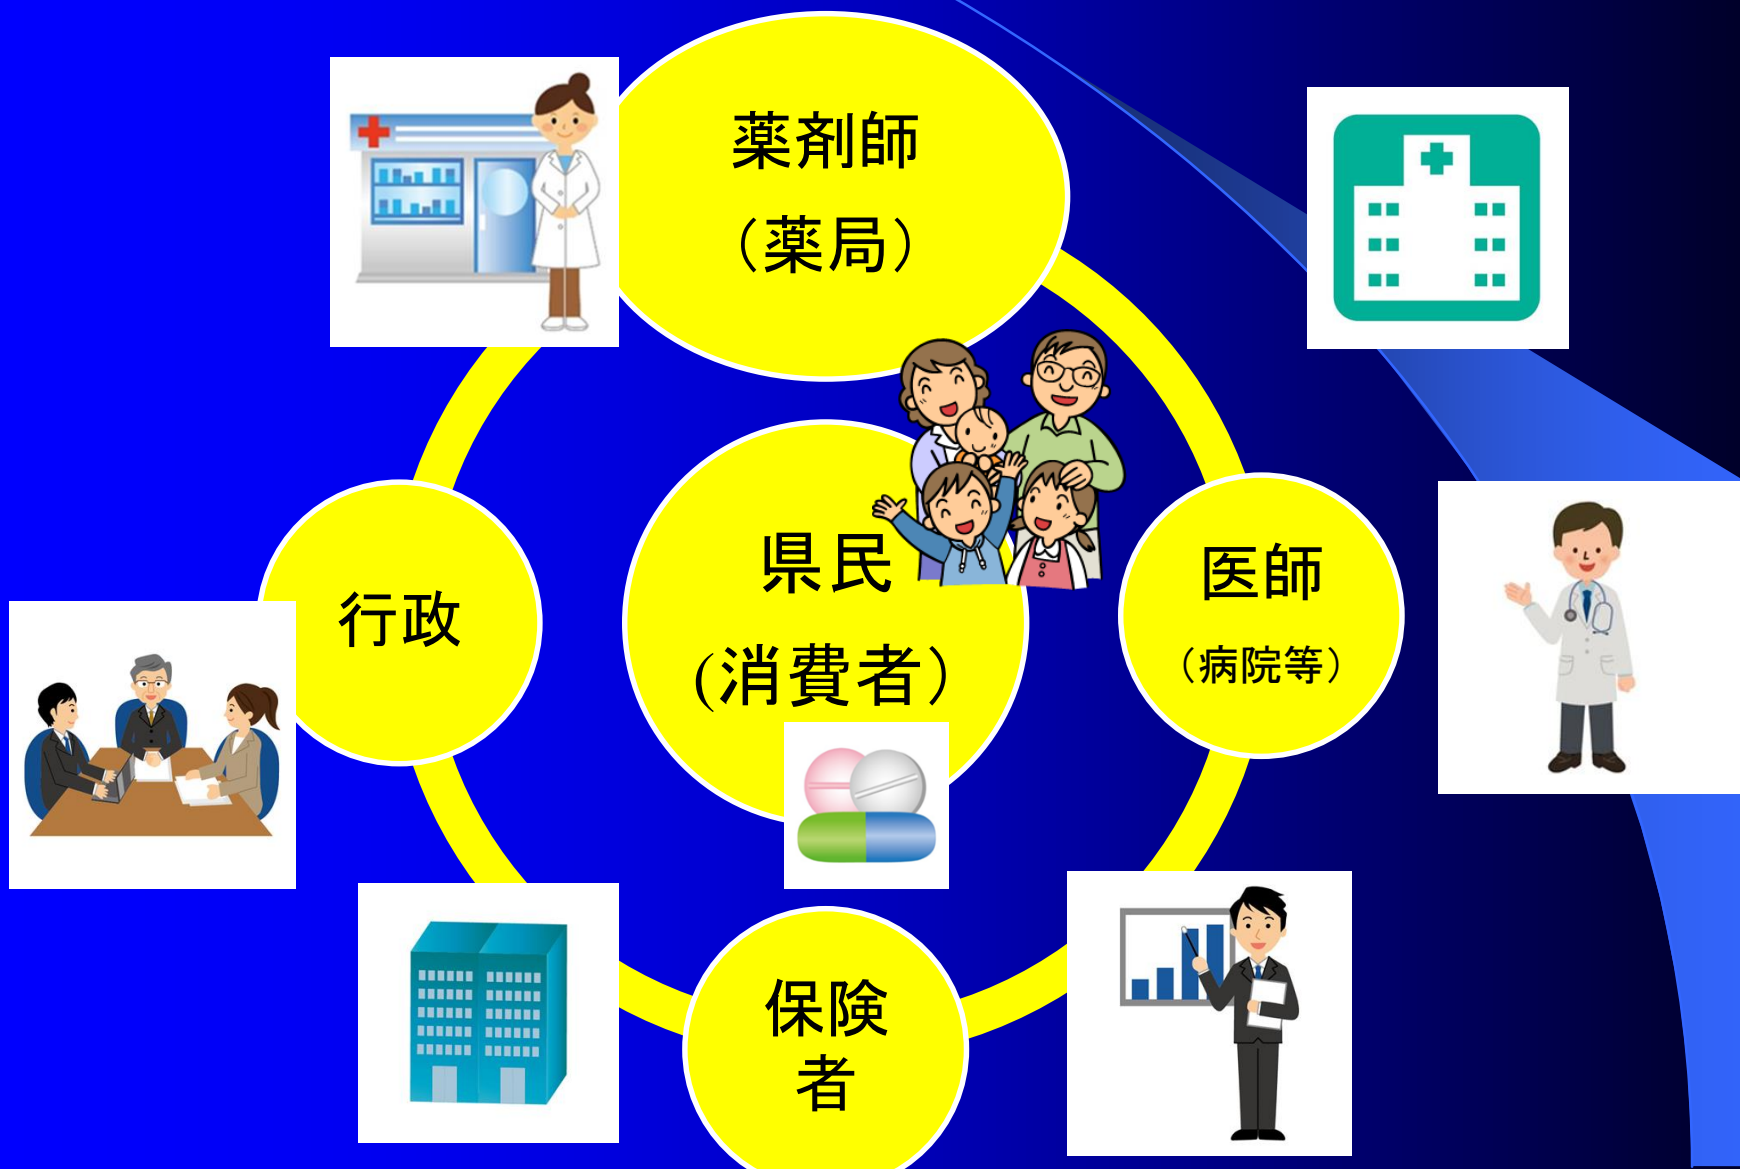 薬剤師
（薬局）
県民
(消費者）
行政
医師
（病院等）
保険
者